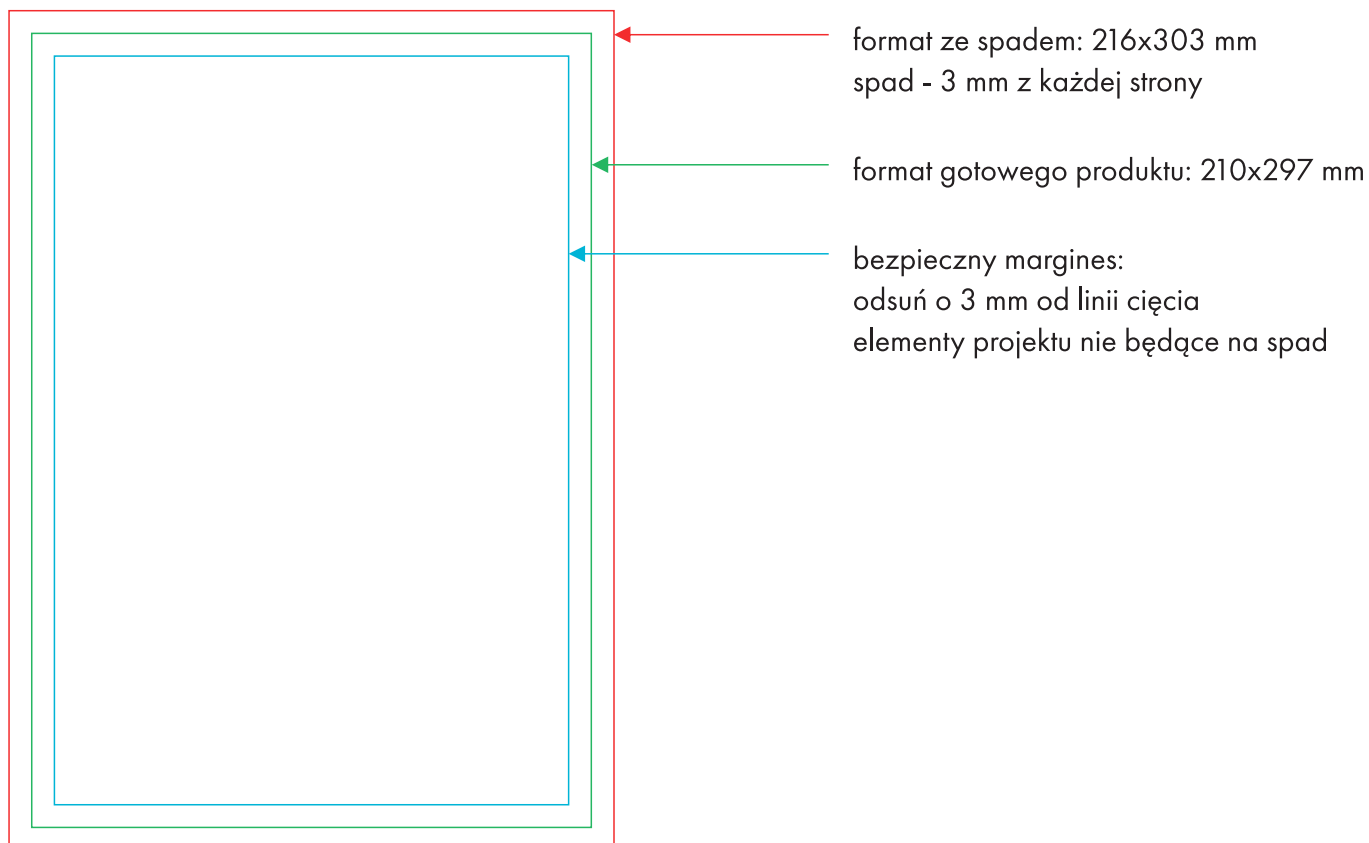 format ze spadem: 216x303 mm
spad - 3 mm z każdej strony
format gotowego produktu: 210x297 mm
bezpieczny margines:
odsuń o 3 mm od linii cięcia
elementy projektu nie będące na spad